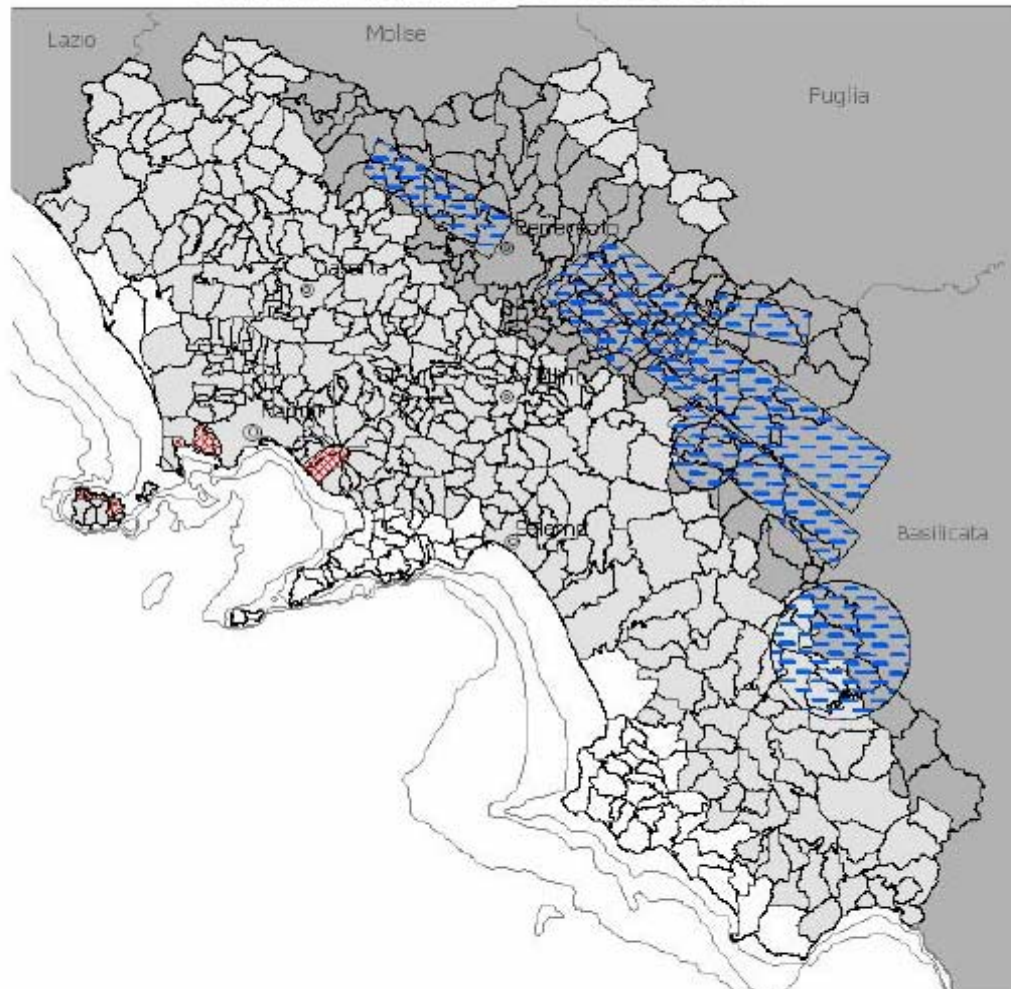 Lazio
Molise
Puglia
Benevento
Caserta
Avellino
Napoli
Salerno
Basilicata